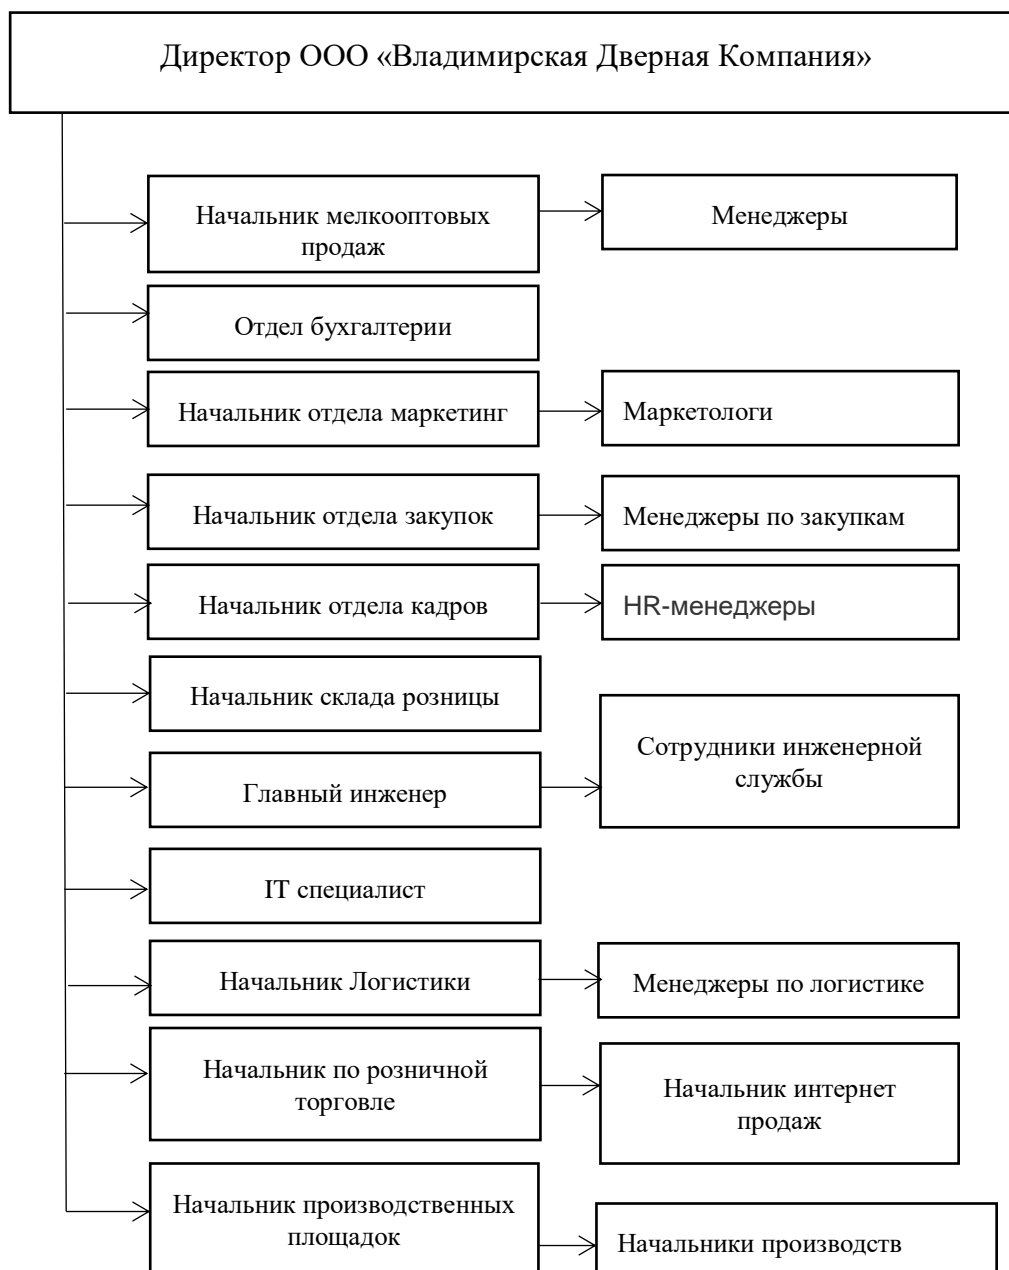 Директор ООО «Владимирская Дверная Компания»
Начальник мелкооптовых
продаж
Менеджеры
Отдел бухгалтерии
Начальник отдела маркетинг
Маркетологи
Начальник отдела закупок
Менеджеры по закупкам
Начальник отдела кадров
HR-менеджеры
Начальник склада розницы
Главный инженер
Сотрудники инженерной
службы
IT специалист
Начальник Логистики
Менеджеры по логистике
Начальник по розничной
торговле
Начальник интернет
продаж
Начальник производственных
площадок
Начальники производств